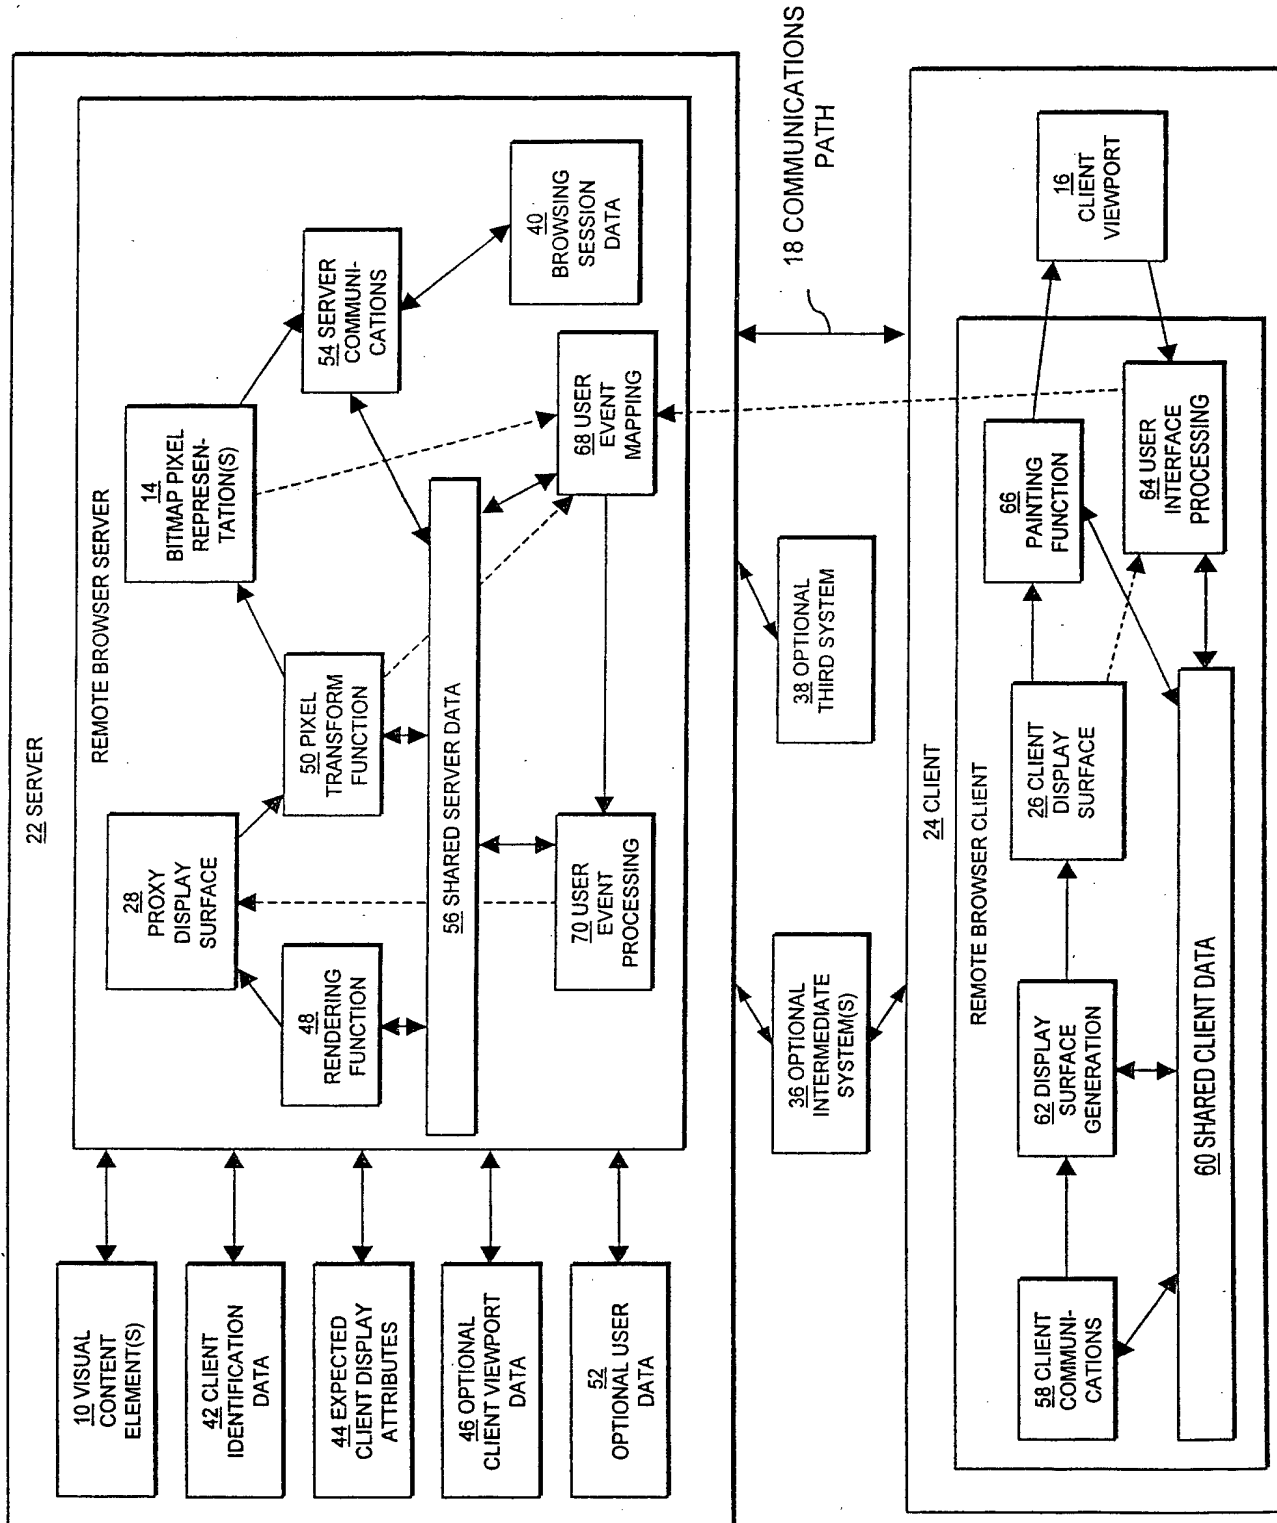 22 SERVER
10 VISUAL
CONTENT
ELEMENT(S)
42 CLIENT
IDENTIFICATION
DATA
44 EXPECTED
CLIENT DISPLAY
ATTRIBUTES
46 OPTIONAL
CLIENT VIEWPORT
DATA
52
OPTIONAL USER
DATA
REMOTE BROWSER SERVER
28
PROXY
DISPLAY
SURFACE
14
BITMAP PIXEL
REPRESEN-
TATION(S)
48
RENDERING
FUNCTION
50 PIXEL
TRANSFORM
FUNCTION
54 SERVER
COMMUNI-
CATIONS
56 SHARED SERVER DATA
40
BROWSING
SESSION
DATA
70 USER
EVENT
PROCESSING
68 USER
EVENT
MAPPING
36 OPTIONAL
INTERMEDIATE
SYSTEM(S)
38 OPTIONAL
THIRD SYSTEM
18 COMMUNICATIONS
PATH
24 CLIENT
REMOTE BROWSER CLIENT
58 CLIENT
COMMUNI-
CATIONS
62 DISPLAY
SURFACE
GENERATION
26 CLIENT
DISPLAY
SURFACE
66
PAINTING
FUNCTION
16
CLIENT
VIEWPORT
64 USER
INTERFACE
PROCESSING
60 SHARED CLIENT DATA